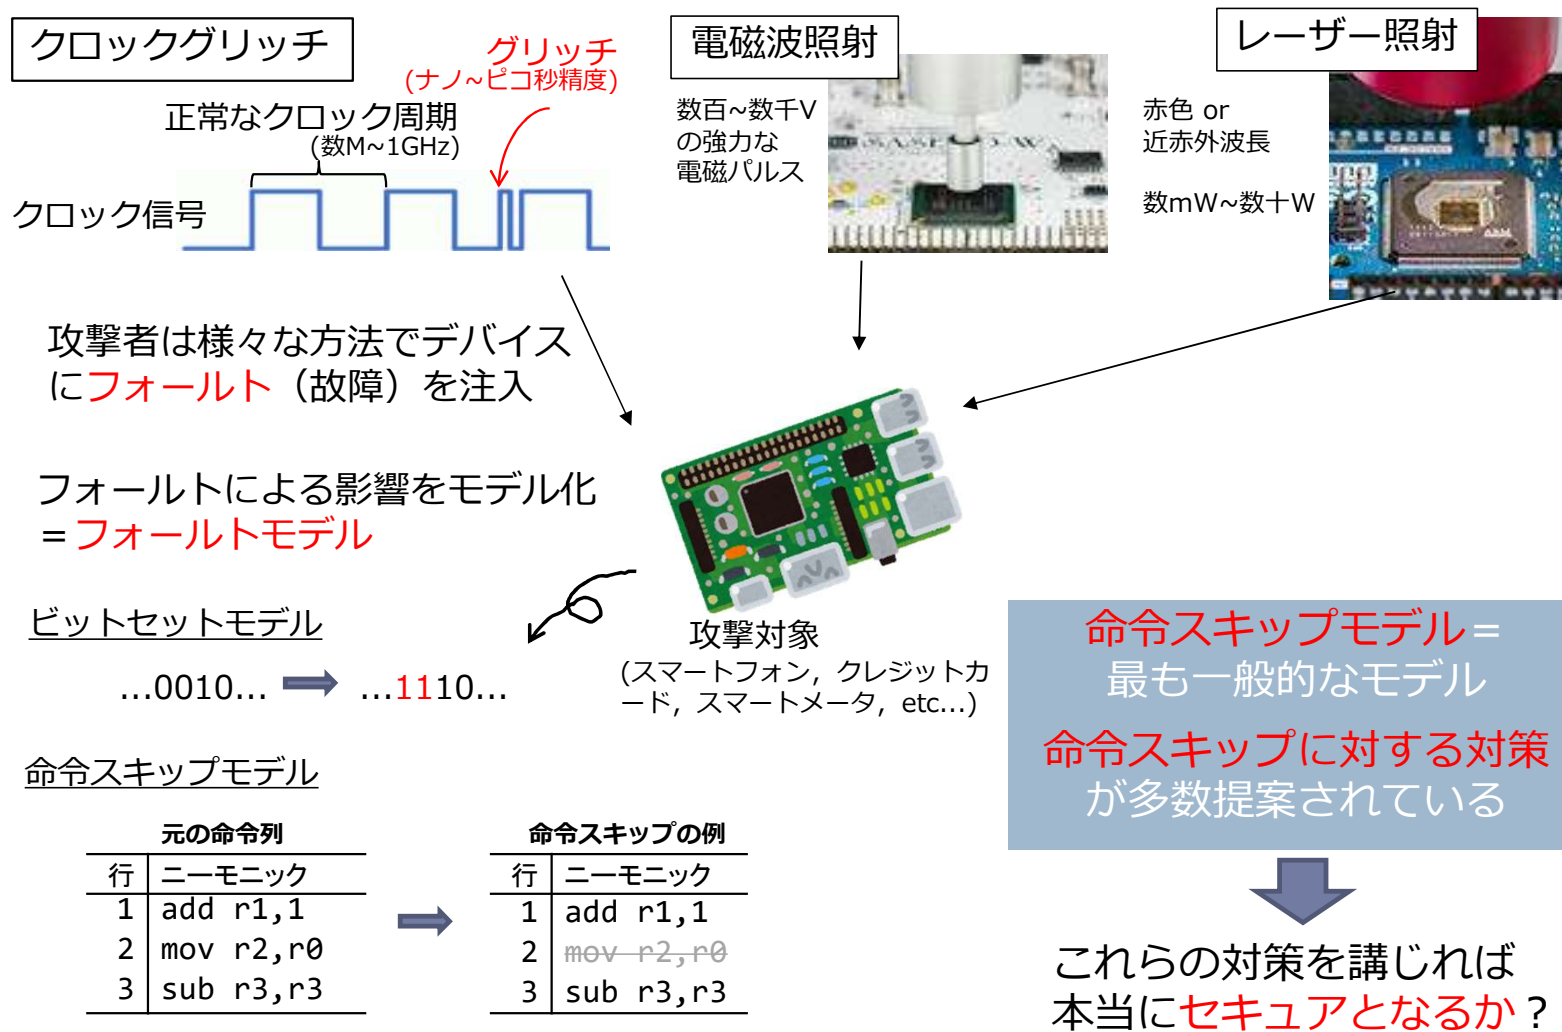 クロックグリッチ
グリッチ
(ナノ~ピコ秒精度)
正常なクロック周期
(数M~1GHz)
クロック信号
電磁波照射
数百~数千V
の強力な
電磁パルス
レーザー照射
赤色 or
近赤外波長
数mW~数十W
攻撃者は様々な方法でデバイス
にフォールト（故障）を注入
フォールトによる影響をモデル化
=フォールトモデル
ビットセットモデル
...0010...
...1110...
攻撃対象
(スマートフォン，クレジットカ
ード，スマートメータ，etc...)
命令スキップモデル
元の命令列
行 ニーモニック
1 add r1,1
2 mov r2,r0
3 sub r3,r3
命令スキップの例
行 ニーモニック
1 add r1,1
2 mov r2,r0
3 sub r3,r3
命令スキップモデル=
最も一般的なモデル
命令スキップに対する対策
が多数提案されている
これらの対策を講じれば
本当にセキュアとなるか？